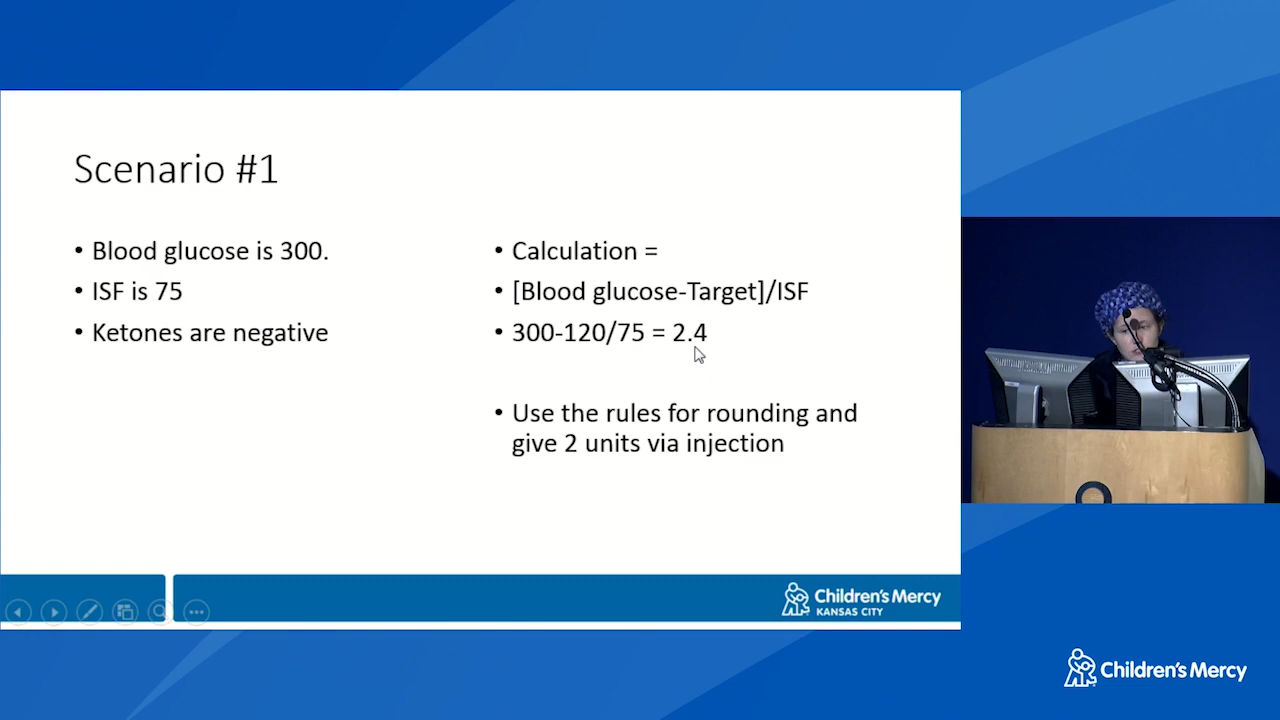 Scenario #1
• Blood glucose is 300.
• ISF is 75
• Ketones are negative
• Calculation =
• [Blood glucose-Target]/ISF
• 300-120/75 = 2.4
• Use the rules for rounding and
give 2 units via injection
Children's Mercy
KANSAS CITY
Children's Mercy